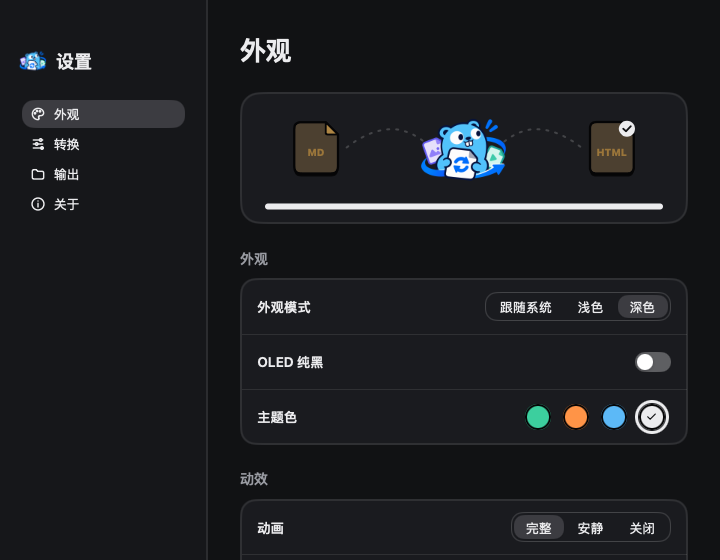 设置
外观
转换
输出
关于
外观
MD
HTML
外观
外观模式
跟随系统 浅色 深色
OLED 纯黑
主题色
动效
动画
完整 安静 关闭